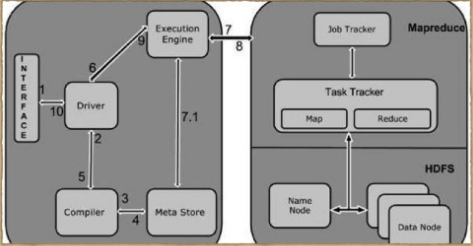 Execution
Engine
7
8
Job Tracker
Mapreduce
6
9
INTERFACE
1
10
Driver
Task Tracker
Map
Reduce
7.1
2
5
Compiler
3
4
Meta Store
HDFS
Name
Node
Data Node